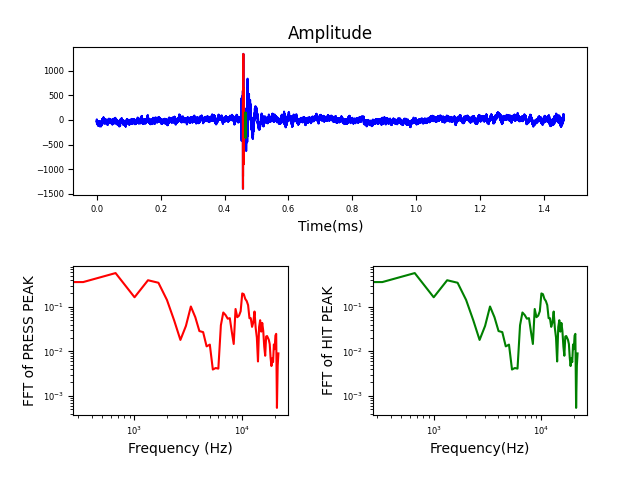 Amplitude
1000
500
0
−500
−1000
−1500
0.0 0.2 0.4 0.6 0.8 1.0 1.2 1.4
Time(ms)
FFT of PRESS PEAK
10⁻¹
10⁻²
10⁻³
10³ 10⁴
Frequency (Hz)
FFT of HIT PEAK
10⁻¹
10⁻²
10⁻³
10³ 10⁴
Frequency(Hz)